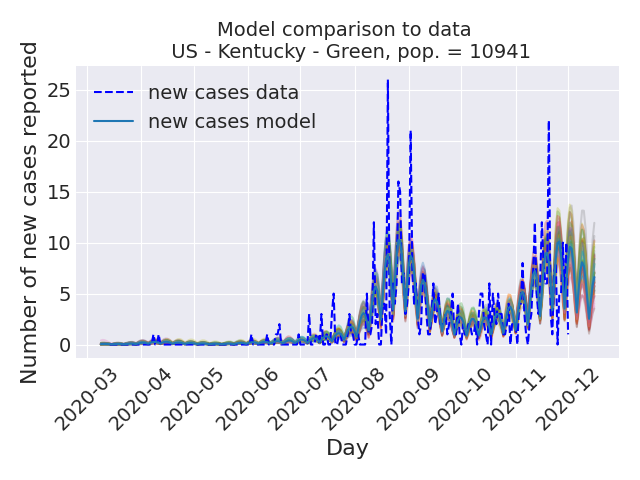 Model comparison to data
US - Kentucky - Green, pop. = 10941
Number of new cases reported
25
20
15
10
5
0
new cases data
new cases model
2020-03
2020-04
2020-05
2020-06
2020-07
2020-08
2020-09
2020-10
2020-11
2020-12
Day